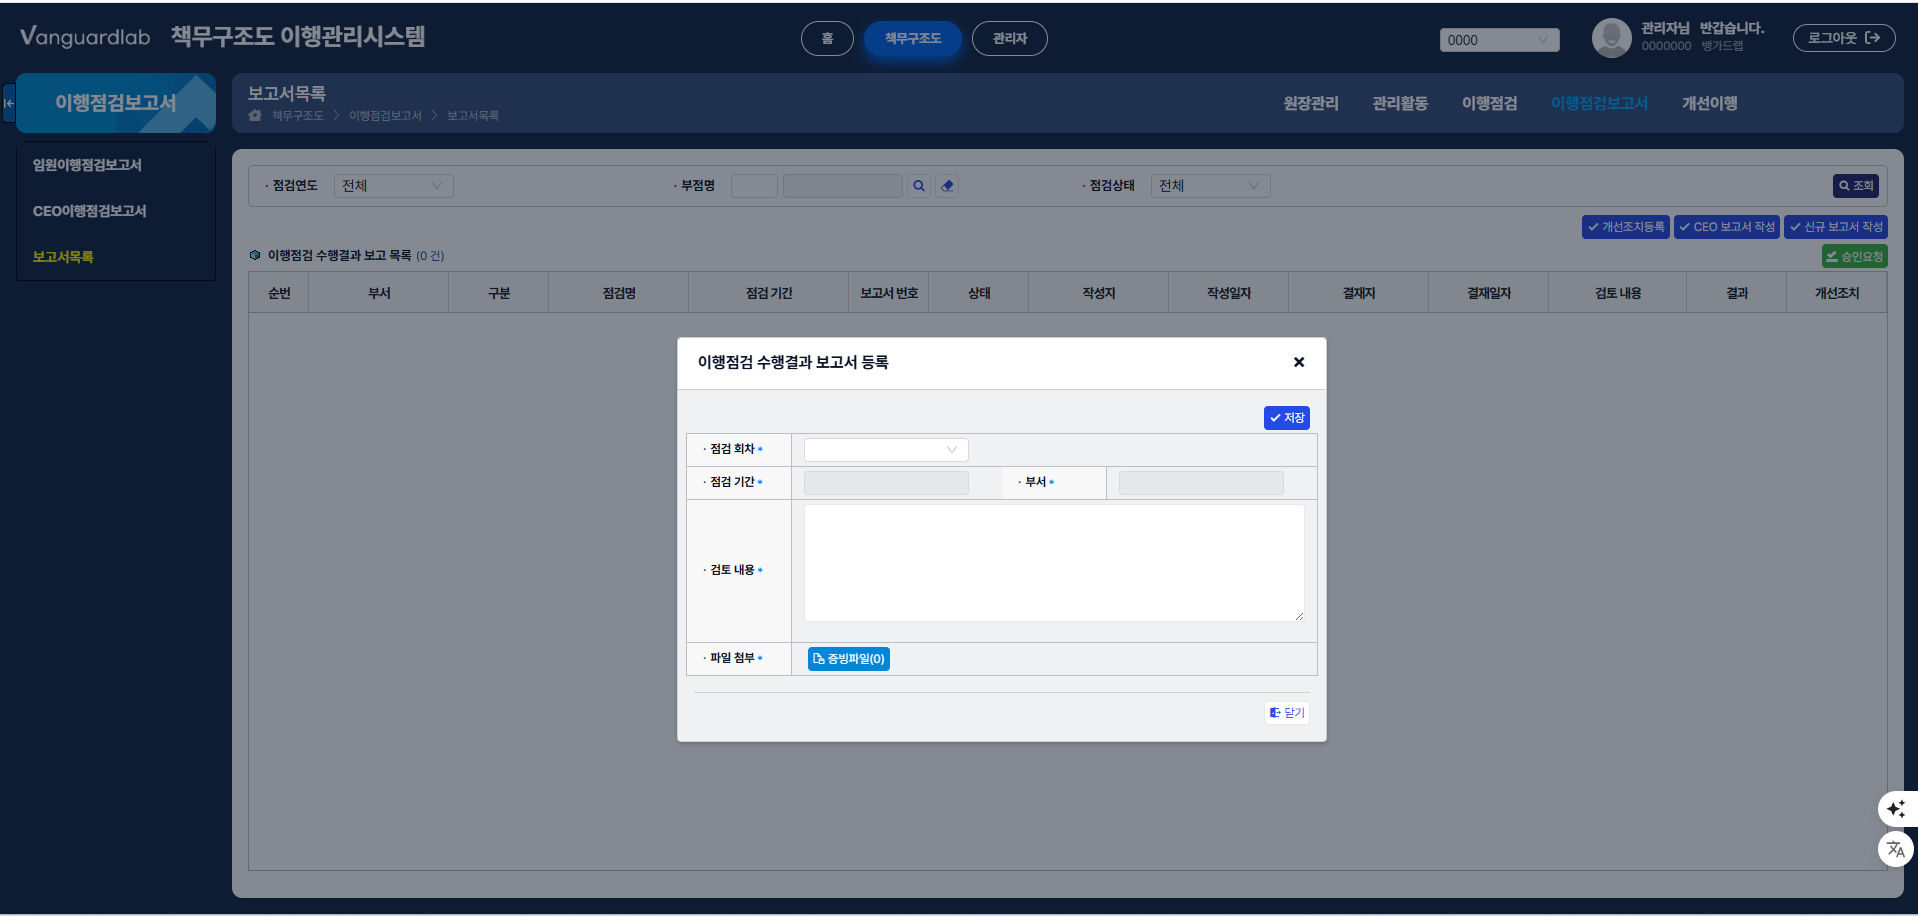 Vanguardlab 책무구조도 이행관리시스템
홈 책무구조도 관리자
0000
관리자님 반갑습니다.
0000000 뱅가드랩
로그아웃
이행점검보고서
임원이행점검보고서
CEO이행점검보고서
보고서목록
보고서목록
책무구조도 > 이행점검보고서 > 보고서목록
원장관리 관리활동 이행점검 이행점검보고서 개선이행
· 점검연도 전체 · 부점명 · 점검상태 전체 조회
개선조치등록 CEO 보고서 작성 신규 보고서 작성
이행점검 수행결과 보고 목록 (0 건)
승인요청
순번 부서 구분 점검명 점검 기간 보고서 번호 상태 작성자 작성일자 결재자 결재일자 검토 내용 결과 개선조치
이행점검 수행결과 보고서 등록
저장
· 점검 회차 *
· 점검 기간 * · 부서 *
· 검토 내용 *
· 파일 첨부 * 증빙파일(0)
닫기